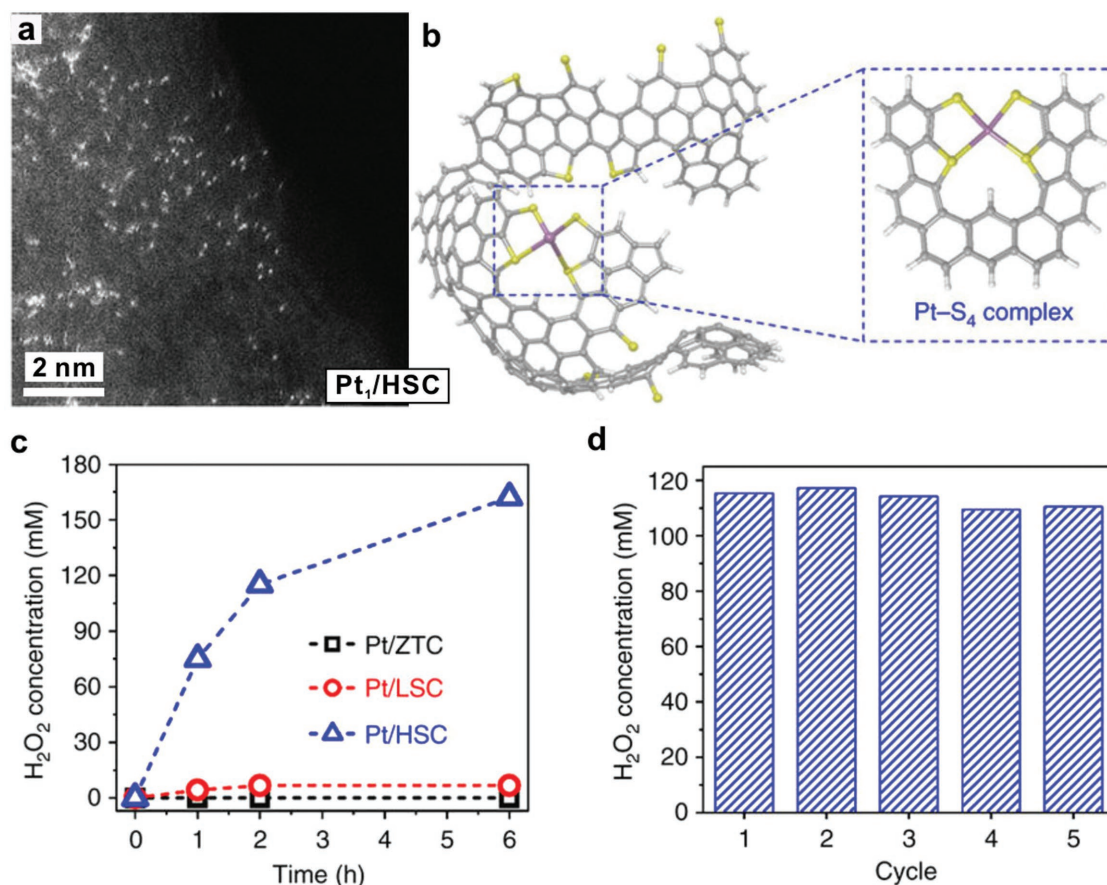 a
2 nm
Pt₁/HSC
b
Pt–S₄ complex
c
H₂O₂ concentration (mM)
180
150
120
90
60
30
0
Pt/ZTC
Pt/LSC
Pt/HSC
0 1 2 3 4 5 6
Time (h)
d
H₂O₂ concentration (mM)
120
100
80
60
40
20
0
1 2 3 4 5
Cycle